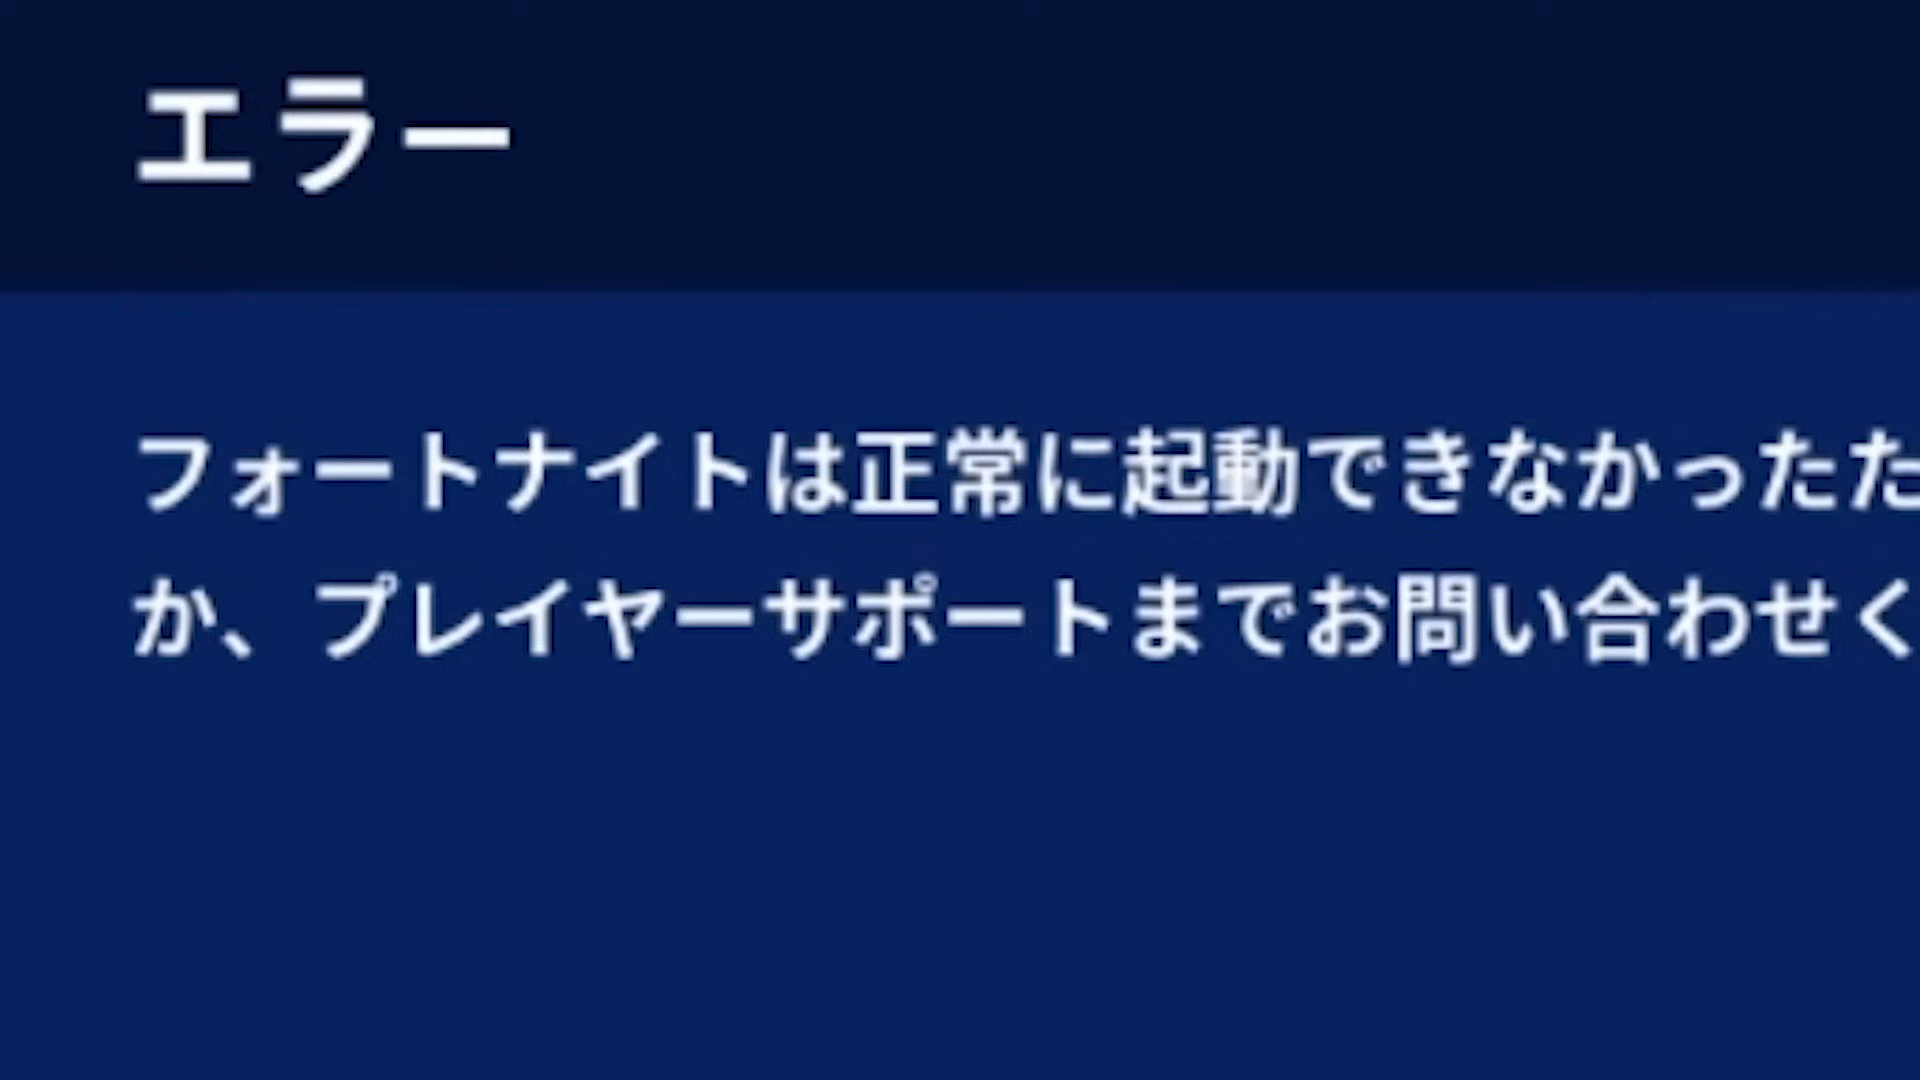 エラー
フォートナイトは正常に起動できなかったた
か、プレイヤーサポートまでお問い合わせく